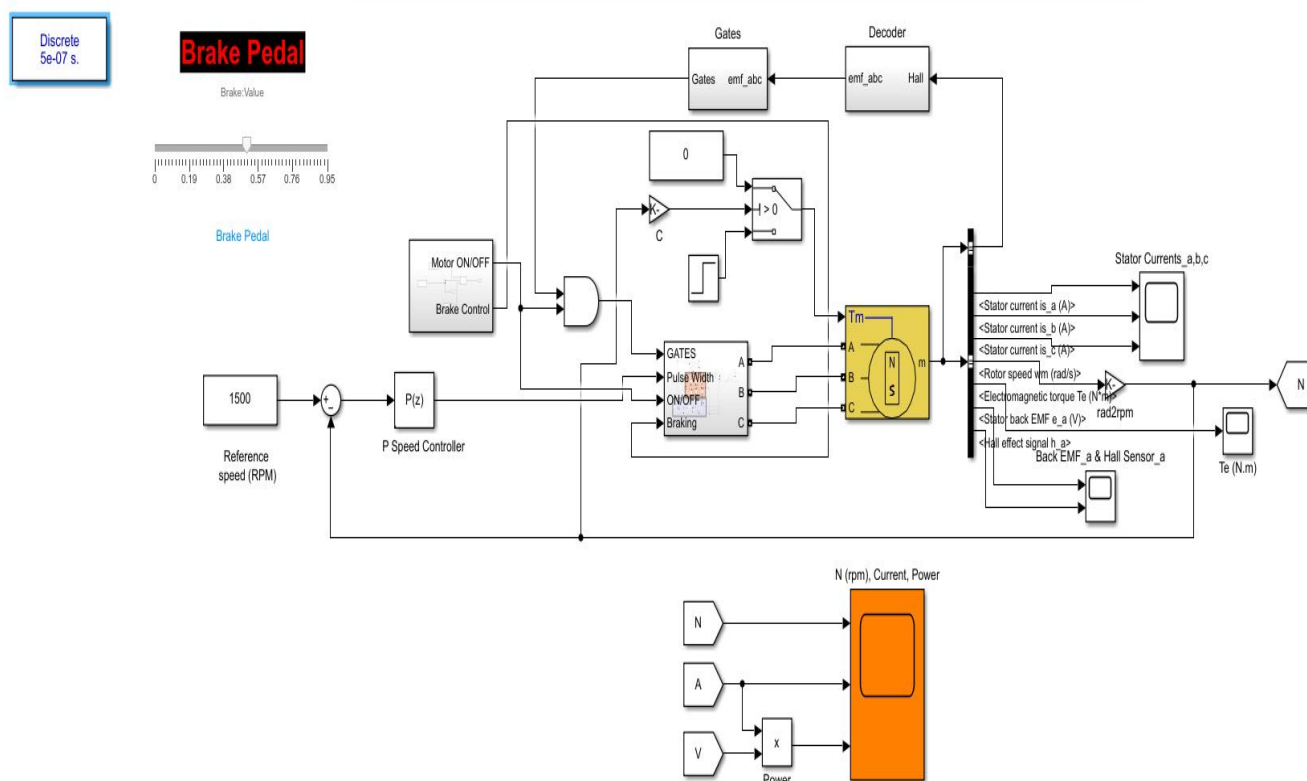 Discrete
5e-07 s.
Brake Pedal
Brake:Value
0 0.19 0.38 0.57 0.76 0.95
Brake Pedal
Gates
Gates emf_abc
Decoder
emf_abc Hall
0
K-
C
> 0
Motor ON/OFF
Brake Control
GATES
Pulse Width
ON/OFF
Braking
A
B
C
Tm
A
B
C
N
S
m
1500
Reference
speed (RPM)
+
-
P(z)
P Speed Controller
Stator Currents_a,b,c
<Stator current is_a (A)>
<Stator current is_b (A)>
<Stator current is_c (A)>
<Rotor speed wm (rad/s)>
<Electromagnetic torque Te (N*m)>
<Stator back EMF e_a (V)>
<Hall effect signal h_a>
K-
rad2rpm
N
Te (N.m)
Back EMF_a & Hall Sensor_a
N (rpm), Current, Power
N
A
V
x
Power